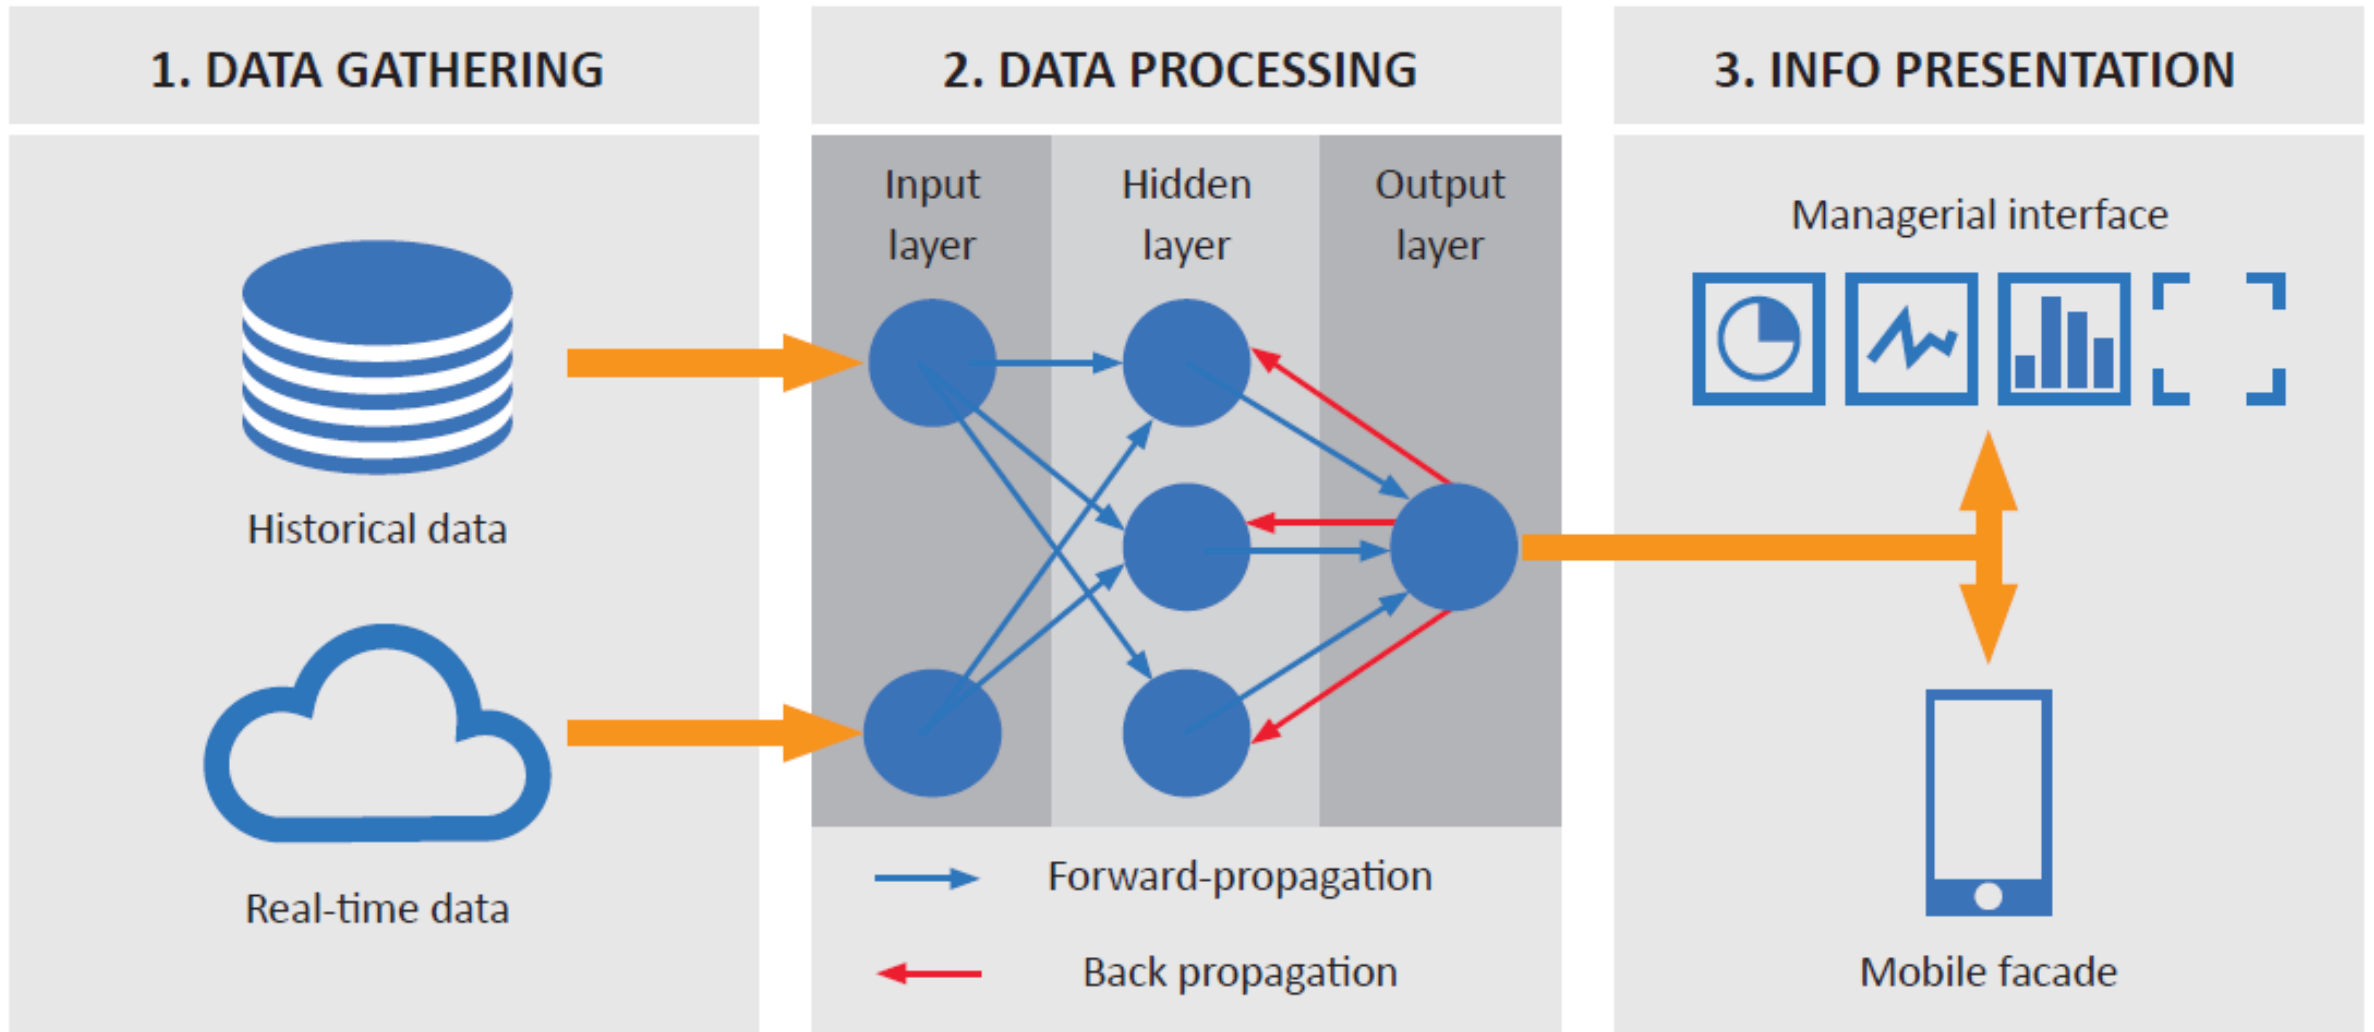 1. DATA GATHERING
Historical data
Real-time data
2. DATA PROCESSING
Input
layer
Hidden
layer
Output
layer
Forward-propagation
Back propagation
3. INFO PRESENTATION
Managerial interface
Mobile facade